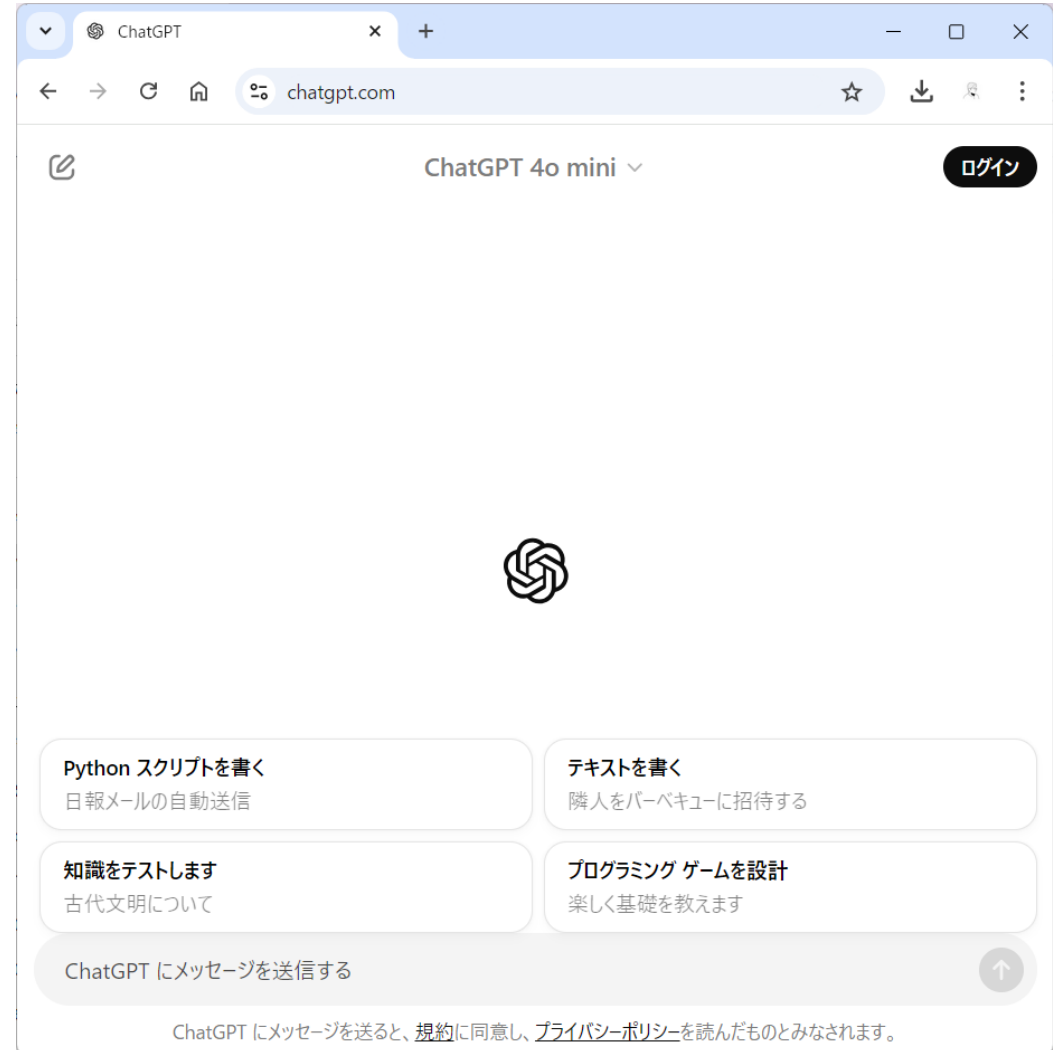 ChatGPT
chatgpt.com
ChatGPT 4o mini
ログイン
Python スクリプトを書く
日報メールの自動送信
テキストを書く
隣人をバーベキューに招待する
知識をテストします
古代文明について
プログラミング ゲームを設計
楽しく基礎を教えます
ChatGPT にメッセージを送信する
ChatGPT にメッセージを送ると、規約に同意し、プライバシーポリシーを読んだものとみなされます。